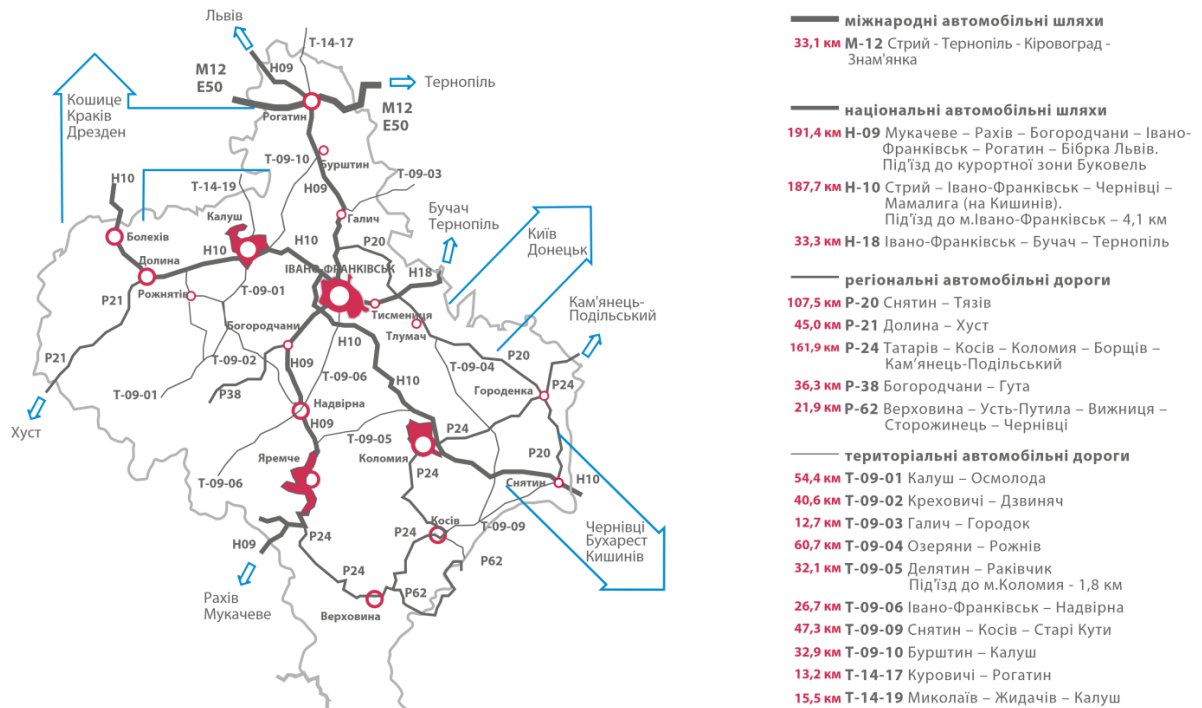 Львів
Т-14-17
Н09
М12
Е50
Тернопіль
М12
Е50
Рогатин
Кошице
Краків
Дрезден
Т-09-10
Бурштин
Т-09-03
Н09
Н10
Т-14-19
Калуш
Галич
Бучач
Тернопіль
Київ
Донецьк
Болехів
Н10
Н10
Р20
Долина
ІВАНО-ФРАНКІВСЬК
Н18
Р21
Рожнятів
Т-09-01
Тисмениця
Кам'янець-
Подільський
Богородчани
Н10
Тлумач
Р21
Т-09-02
Н09
Т-09-06
Н10
Т-09-04
Р20
Т-09-01
Р38
Городенка
Р24
Хуст
Надвірна
Н09
Т-09-05
Р24
Яремче
Коломия
Р20
Т-09-06
Р24
Снятин
Н10
Косів
Т-09-09
Н09
Р24
Р24
Чернівці
Бухарест
Кишинів
Р62
Р24
Рахів
Мукачеве
Р62
Верховина
міжнародні автомобільні шляхи
33,1 км М-12 Стрий - Тернопіль - Кіровоград -
Знам'янка
національні автомобільні шляхи
191,4 км Н-09 Мукачеве – Рахів – Богородчани – Івано-
Франківськ – Рогатин – Бібрка Львів.
Під'їзд до курортної зони Буковель
187,7 км Н-10 Стрий – Івано-Франківськ – Чернівці –
Мамалига (на Кишинів).
Під'їзд до м.Івано-Франківськ – 4,1 км
33,3 км Н-18 Івано-Франківськ – Бучач – Тернопіль
регіональні автомобільні дороги
107,5 км Р-20 Снятин – Тязів
45,0 км Р-21 Долина – Хуст
161,9 км Р-24 Татарів – Косів – Коломия – Борщів –
Кам'янець-Подільський
36,3 км Р-38 Богородчани – Гута
21,9 км Р-62 Верховина – Усть-Путила – Вижниця –
Сторожинець – Чернівці
територіальні автомобільні дороги
54,4 км Т-09-01 Калуш – Осмолода
40,6 км Т-09-02 Креховичі – Дзвиняч
12,7 км Т-09-03 Галич – Городок
60,7 км Т-09-04 Озеряни – Рожнів
32,1 км Т-09-05 Делятин – Раківчик
Під'їзд до м.Коломия - 1,8 км
26,7 км Т-09-06 Івано-Франківськ – Надвірна
47,3 км Т-09-09 Снятин – Косів – Старі Кути
32,9 км Т-09-10 Бурштин – Калуш
13,2 км Т-14-17 Куровичі – Рогатин
15,5 км Т-14-19 Миколаїв – Жидачів – Калуш